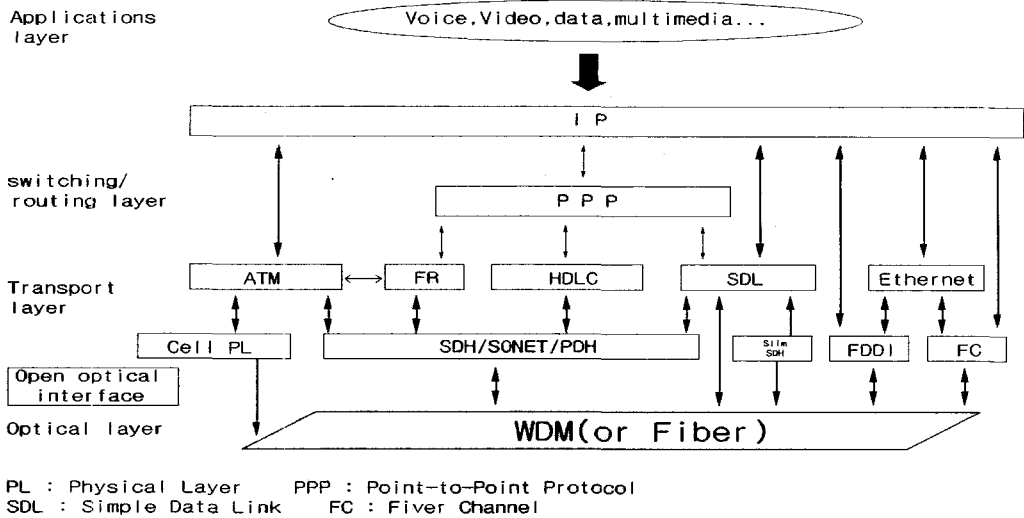 Applications
layer
Voice,Video,data,multimedia...
I P
switching/
routing layer
P P P
Transport
layer
ATM
FR
HDLC
SDL
Ethernet
Cell PL
SDH/SONET/PDH
Slim
SDH
FDDI
FC
Open optical
interface
Optical layer
WDM(or Fiber)
PL : Physical Layer PPP : Point-to-Point Protocol
SDL : Simple Data Link FC : Fiver Channel